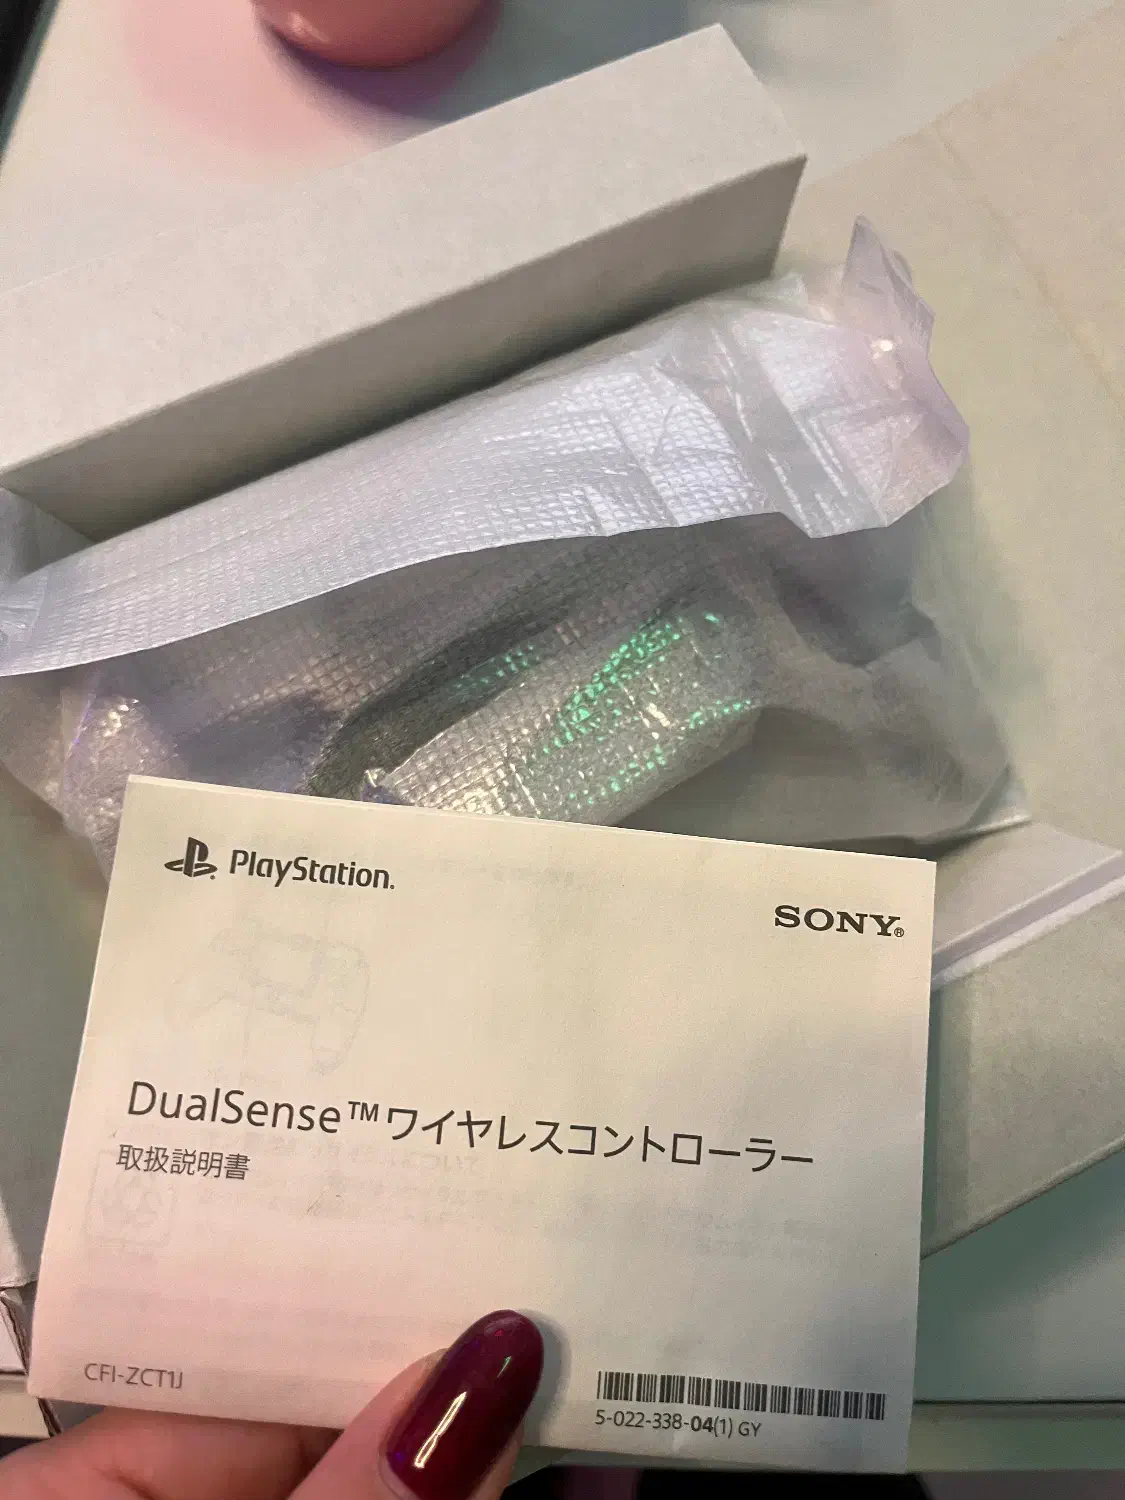 PlayStation®
SONY®
DualSense™ワイヤレスコントローラー
取扱説明書
CFI-ZCT1J
5-022-338-04(1) GY